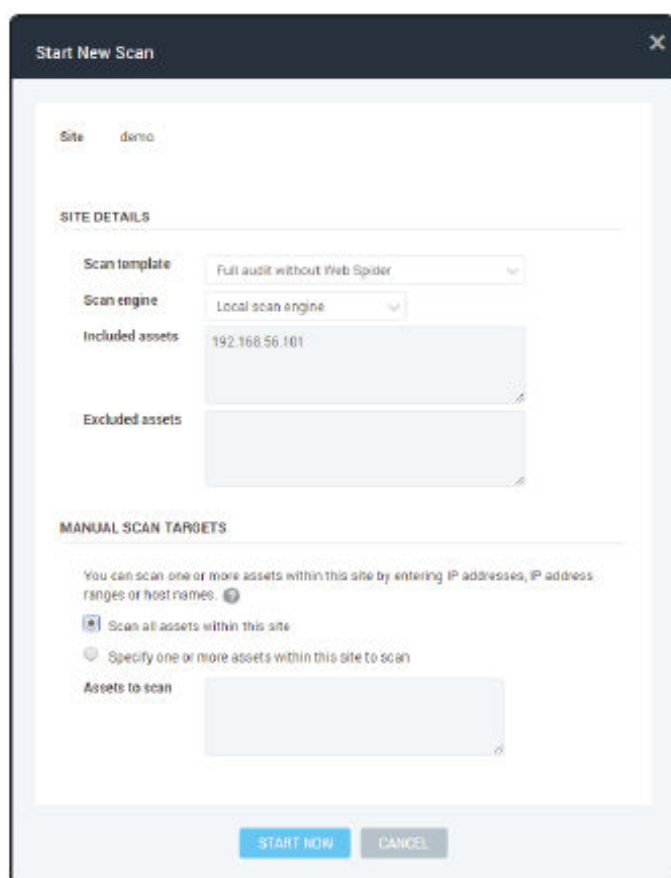 Start New Scan
Site demo
SITE DETAILS
Scan template Full audit without Web Spider
Scan engine Local scan engine
Included assets 192.168.56.101
Excluded assets
MANUAL SCAN TARGETS
You can scan one or more assets within this site by entering IP addresses, IP address
ranges or host names.
Scan all assets within this site
Specify one or more assets within this site to scan
Assets to scan
START NOW CANCEL